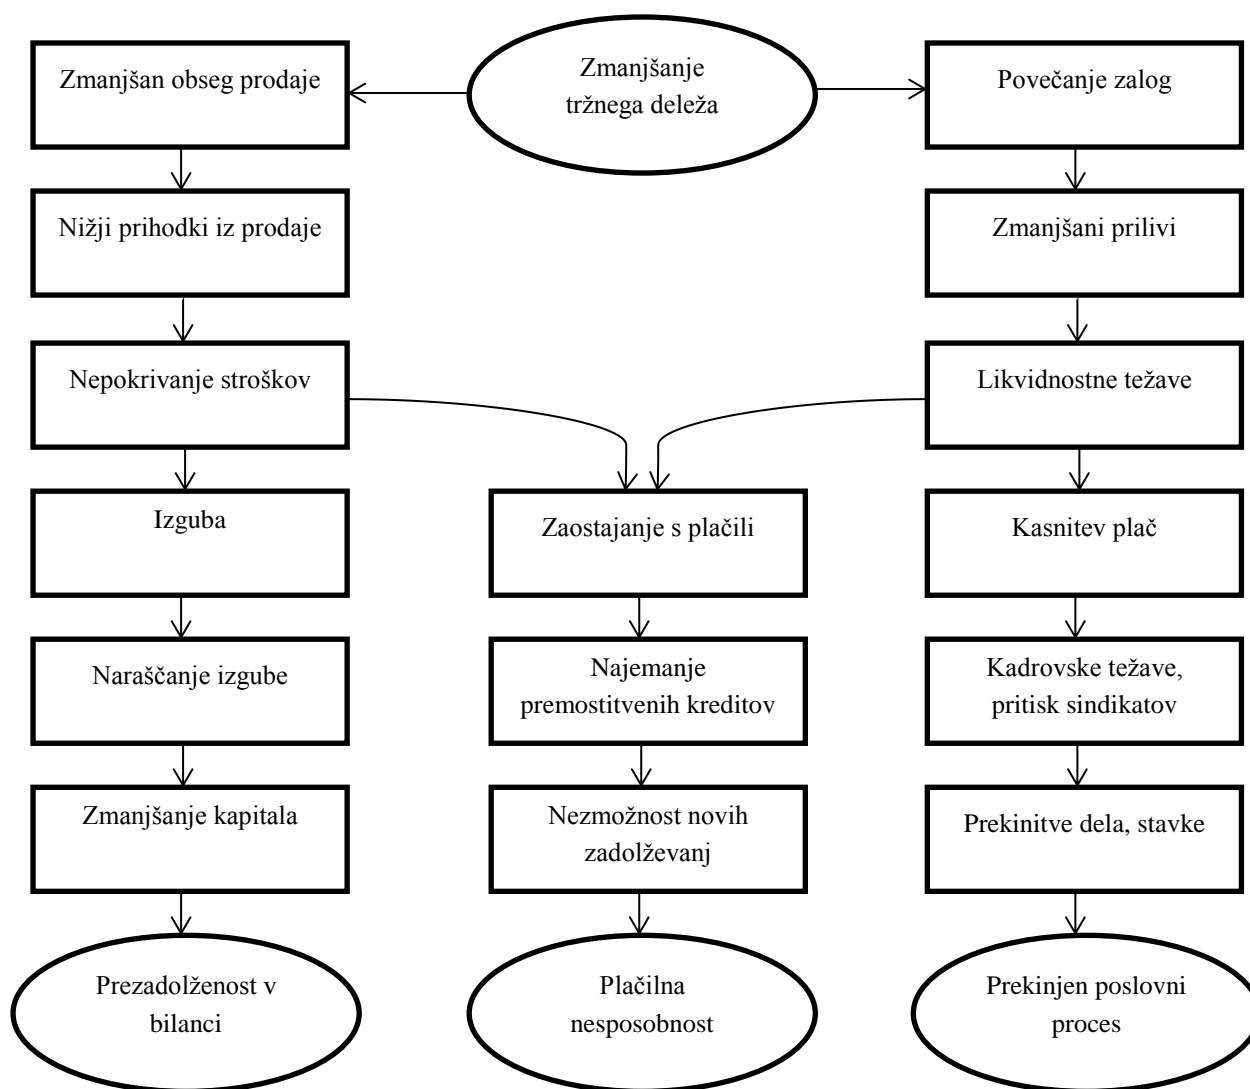 Zmanjšan obseg prodaje
Zmanjšanje
tržnega deleža
Povečanje zalog
Nižji prihodki iz prodaje
Zmanjšani prilivi
Nepokrivanje stroškov
Likvidnostne težave
Izguba
Zaostajanje s plačili
Kasnitev plač
Naraščanje izgube
Najemanje
premostitvenih kreditov
Kadrovske težave,
pritisk sindikatov
Zmanjšanje kapitala
Nezmožnost novih
zadolževanj
Prekinitve dela, stavke
Prezadolženost v
bilanci
Plačilna
nesposobnost
Prekinjen poslovni
proces